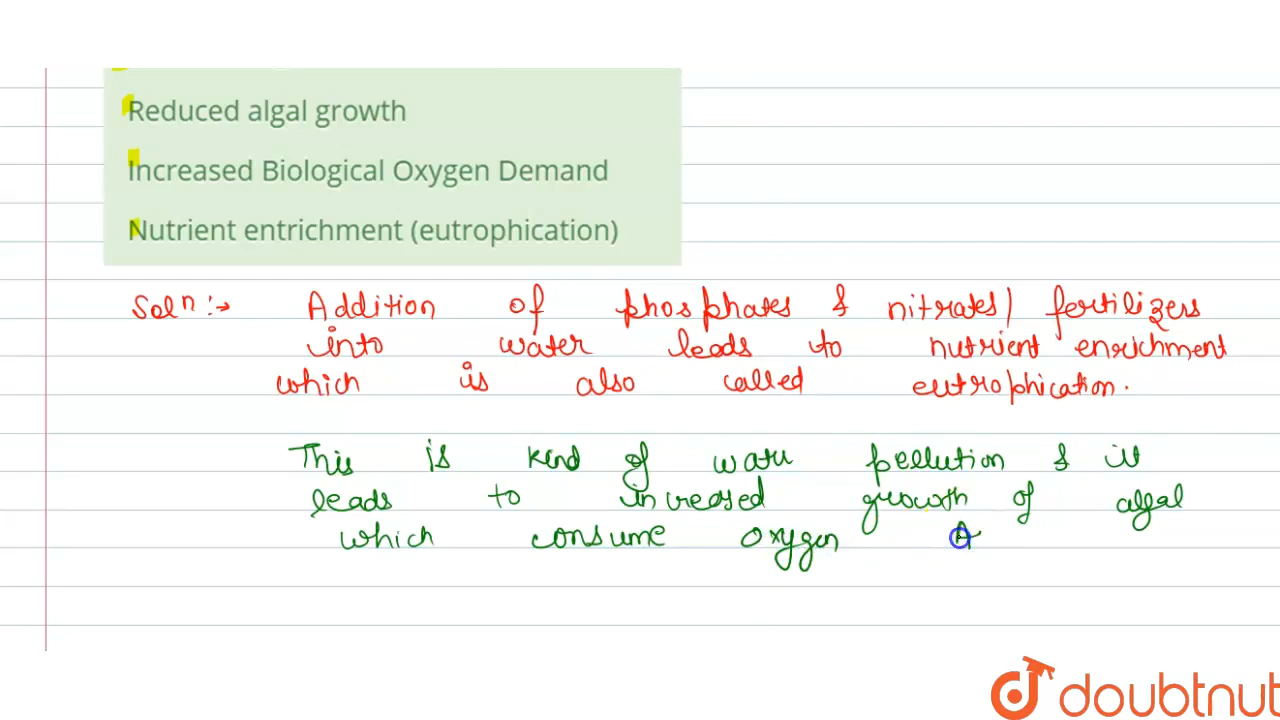 Reduced algal growth
Increased Biological Oxygen Demand
Nutrient entrichment (eutrophication)
Solⁿ :→ Addition of phosphates & nitrates/ fertilizers
into water leads to nutrient enrichment
which is also called eutrophication.
This is kind of water pollution & it
leads to increased growth of algal
which consume oxygen A
doubtnut